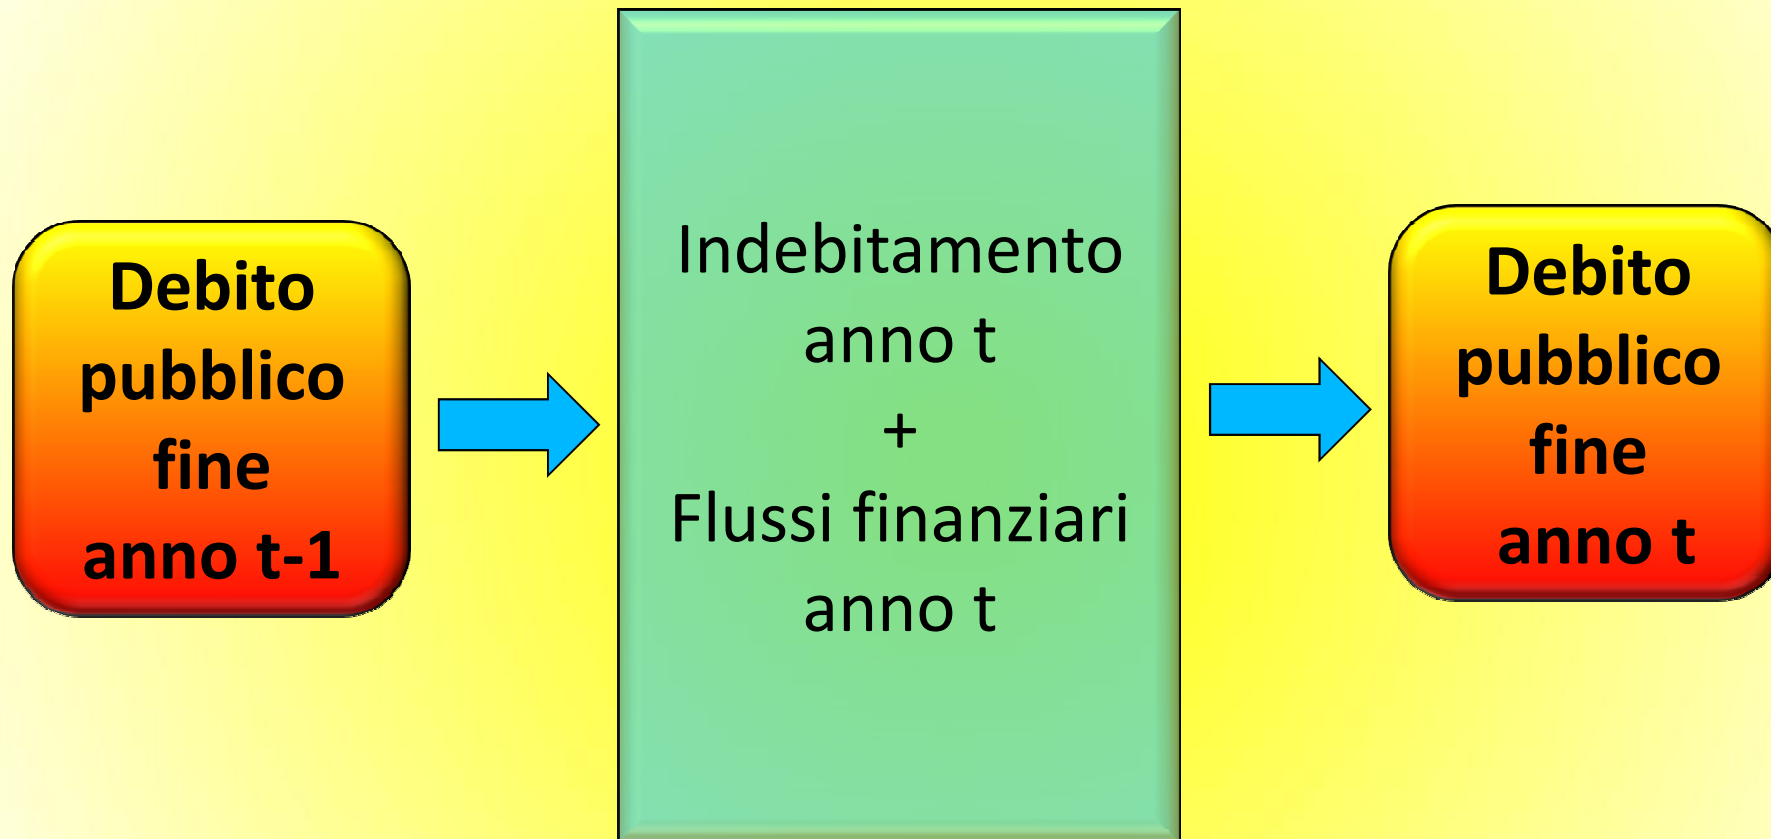 Debito
pubblico
fine
anno t-1
Indebitamento
anno t
+
Flussi finanziari
anno t
Debito
pubblico
fine
anno t